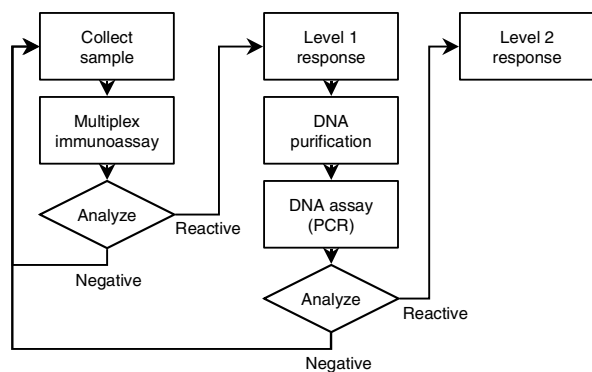 Collect
sample
Multiplex
immunoassay
Analyze
Reactive
Negative
Level 1
response
DNA
purification
DNA assay
(PCR)
Analyze
Reactive
Negative
Level 2
response